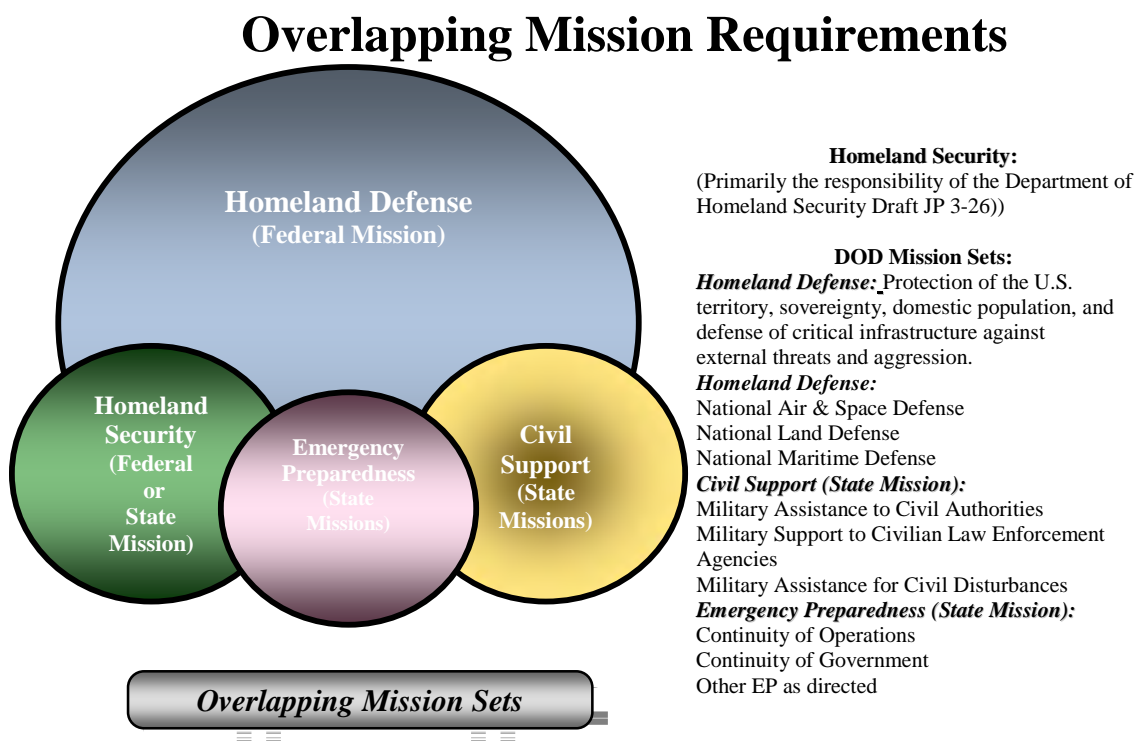 Overlapping Mission Requirements
Homeland Defense
(Federal Mission)
Homeland
Security
(Federal
or
State
Mission)
Emergency
Preparedness
(State
Missions)
Civil
Support
(State
Missions)
Overlapping Mission Sets
Homeland Security:
(Primarily the responsibility of the Department of
Homeland Security Draft JP 3-26))
DOD Mission Sets:
Homeland Defense: Protection of the U.S.
territory, sovereignty, domestic population, and
defense of critical infrastructure against
external threats and aggression.
Homeland Defense:
National Air & Space Defense
National Land Defense
National Maritime Defense
Civil Support (State Mission):
Military Assistance to Civil Authorities
Military Support to Civilian Law Enforcement
Agencies
Military Assistance for Civil Disturbances
Emergency Preparedness (State Mission):
Continuity of Operations
Continuity of Government
Other EP as directed